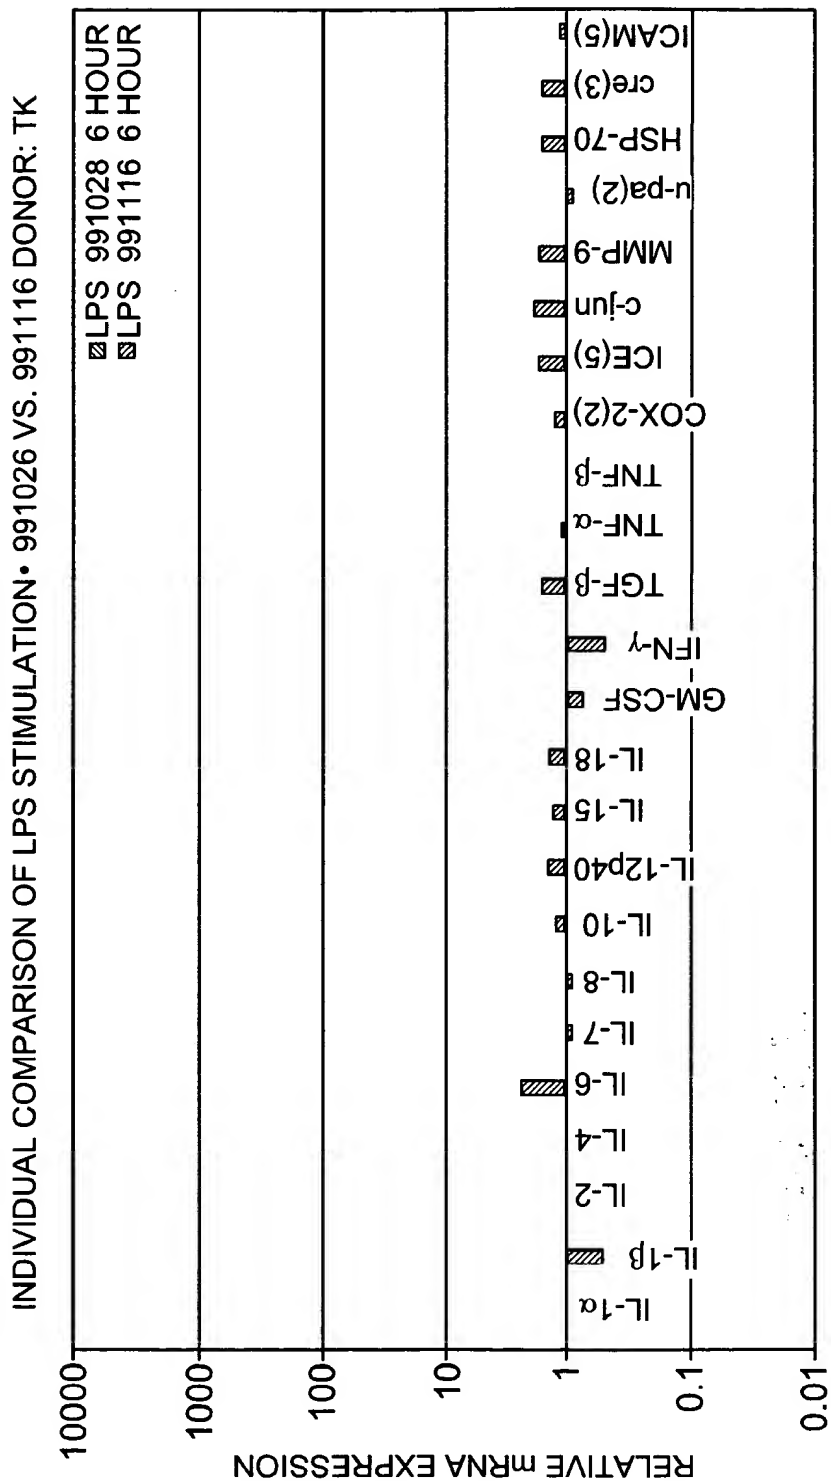 INDIVIDUAL COMPARISON OF LPS STIMULATION• 991026 VS. 991116 DONOR: TK
LPS 991028 6 HOUR
LPS 991116 6 HOUR
RELATIVE mRNA EXPRESSION
10000
1000
100
10
1
0.1
0.01
IL-1α
IL-1β
IL-2
IL-4
IL-6
IL-7
IL-8
IL-10
IL-12p40
IL-15
IL-18
GM-CSF
IFN-γ
TGF-β
TNF-α
TNF-β
COX-2(2)
ICE(5)
c-jun
MMP-9
u-pa(2)
HSP-70
cre(3)
ICAM(5)